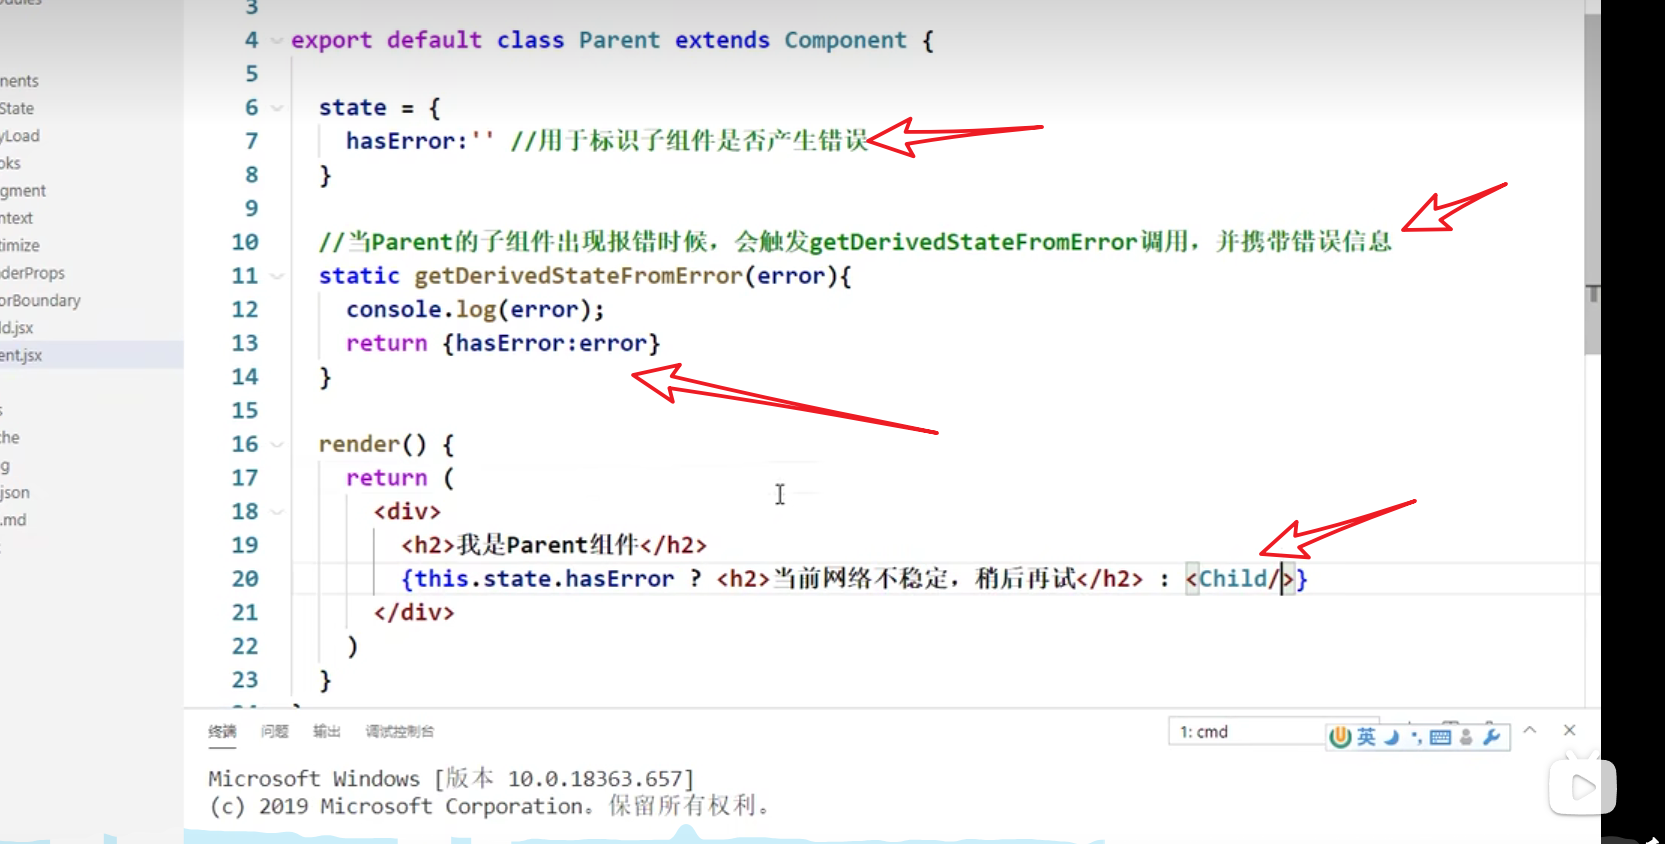 nents
State
yLoad
oks
gment
ntext
timize
derProps
orBoundary
ld.jsx
ent.jsx
s
che
g
json
.md
3
4 export default class Parent extends Component {
5
6 state = {
7 hasError:'' //用于标识子组件是否产生错误
8 }
9
10 //当Parent的子组件出现报错时候，会触发getDerivedStateFromError调用，并携带错误信息
11 static getDerivedStateFromError(error){
12 console.log(error);
13 return {hasError:error}
14 }
15
16 render() {
17 return (
18 <div>
19 <h2>我是Parent组件</h2>
20 {this.state.hasError ? <h2>当前网络不稳定，稍后再试</h2> : <Child/>}
21 </div>
22 )
23 }
终端 问题 输出 调试控制台 1: cmd 英
Microsoft Windows [版本 10.0.18363.657]
(c) 2019 Microsoft Corporation。保留所有权利。